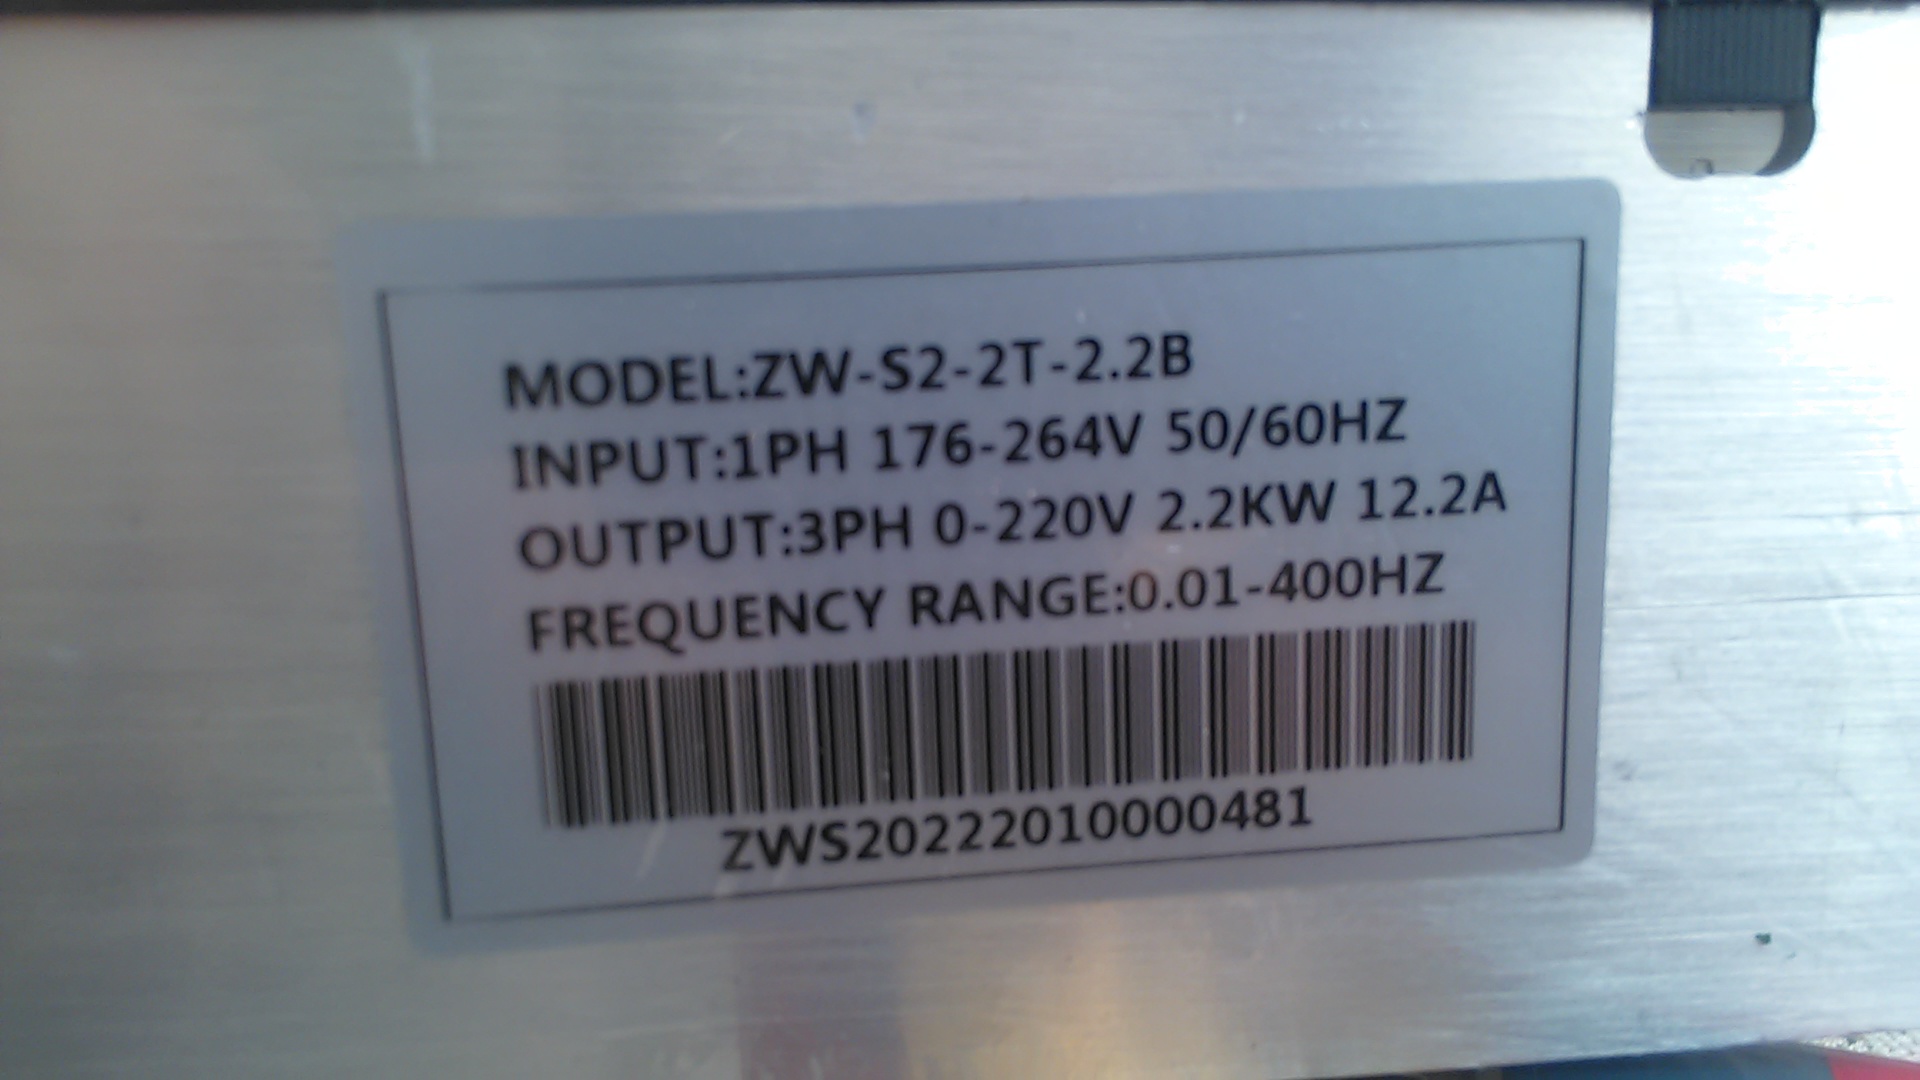 MODEL:ZW-S2-2T-2.2B
INPUT:1PH 176-264V 50/60HZ
OUTPUT:3PH 0-220V 2.2KW 12.2A
FREQUENCY RANGE:0.01-400HZ
ZWS20222010000481